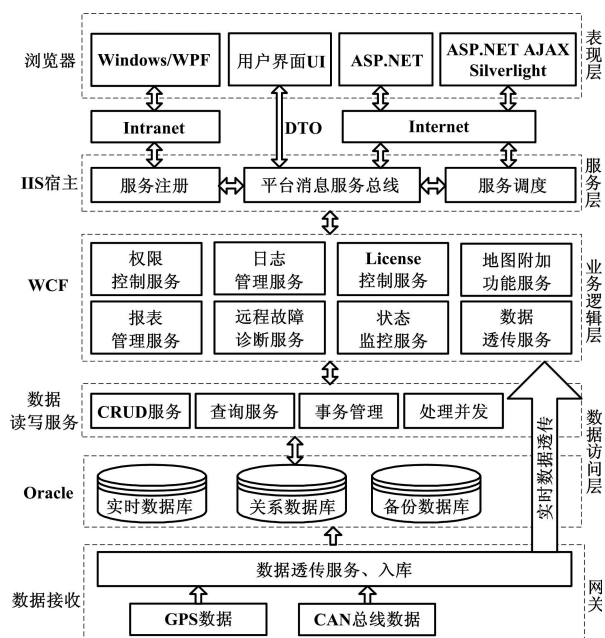 浏览器
Windows/WPF
用户界面UI
ASP.NET
ASP.NET AJAX
Silverlight
表现层
Intranet
DTO
Internet
IIS宿主
服务注册
平台消息服务总线
服务调度
服务层
WCF
权限
控制服务
日志
管理服务
License
控制服务
地图附加
功能服务
报表
管理服务
远程故障
诊断服务
状态
监控服务
数据
透传服务
业务逻辑层
数据
读写服务
CRUD服务
查询服务
事务管理
处理并发
实时数据透传
数据访问层
Oracle
实时数据库
关系数据库
备份数据库
数据接收
数据透传服务、入库
GPS数据
CAN总线数据
网关